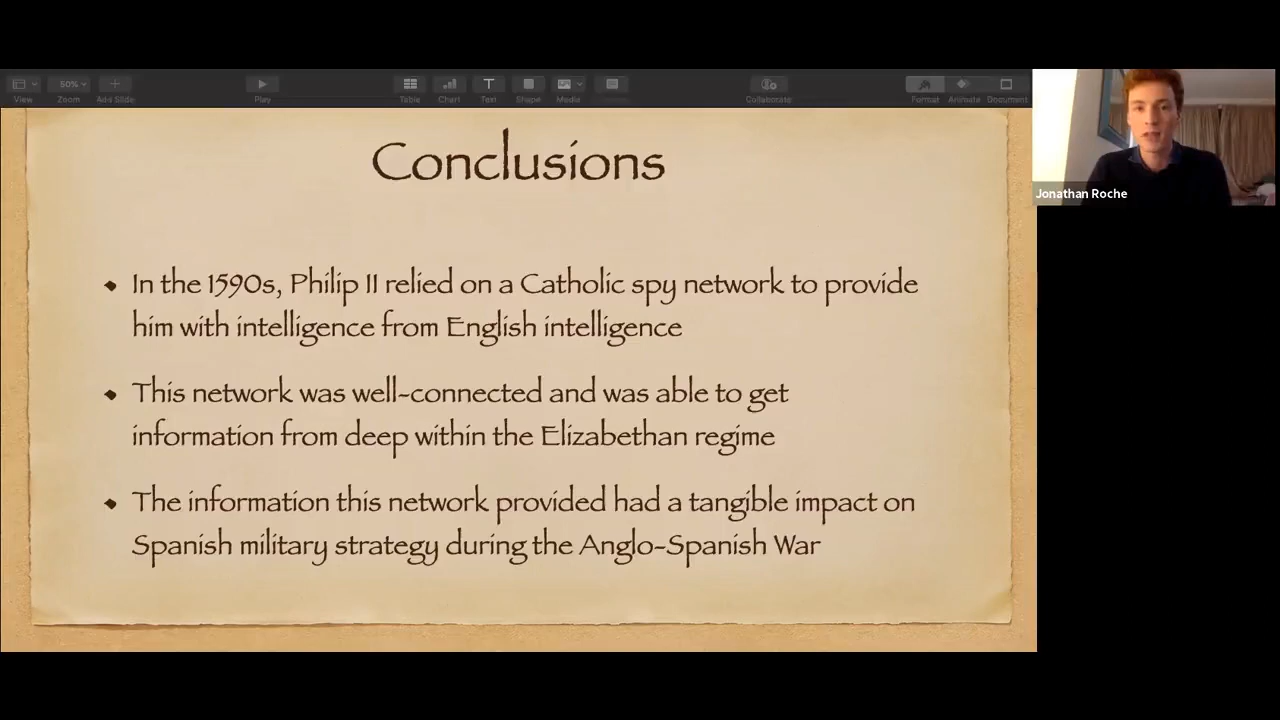 View
50%
Zoom
Add Slide
Play
Table
Chart
Text
Shape
Media
Collaborate
Format
Animate
Document
Conclusions
In the 1590s, Philip II relied on a Catholic spy network to provide
him with intelligence from English intelligence
This network was well-connected and was able to get
information from deep within the Elizabethan regime
The information this network provided had a tangible impact on
Spanish military strategy during the Anglo-Spanish War
Jonathan Roche